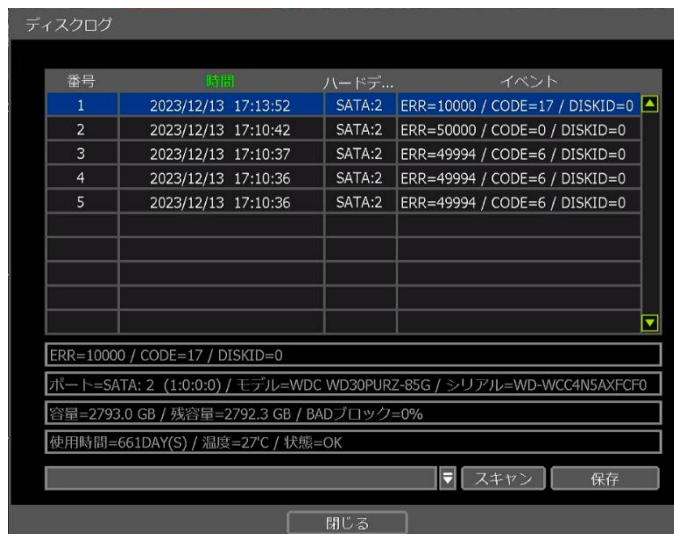 ディスクログ
番号 時間 ハードデ... イベント
1 2023/12/13 17:13:52 SATA:2 ERR=10000 / CODE=17 / DISKID=0
2 2023/12/13 17:10:42 SATA:2 ERR=50000 / CODE=0 / DISKID=0
3 2023/12/13 17:10:37 SATA:2 ERR=49994 / CODE=6 / DISKID=0
4 2023/12/13 17:10:36 SATA:2 ERR=49994 / CODE=6 / DISKID=0
5 2023/12/13 17:10:36 SATA:2 ERR=49994 / CODE=6 / DISKID=0
ERR=10000 / CODE=17 / DISKID=0
ポート=SATA: 2 (1:0:0:0) / モデル=WDC WD30PURZ-85G / シリアル=WD-WCC4N5AXFCF0
容量=2793.0 GB / 残容量=2792.3 GB / BADブロック=0%
使用時間=661DAY(S) / 温度=27℃ / 状態=OK
スキャン 保存
閉じる